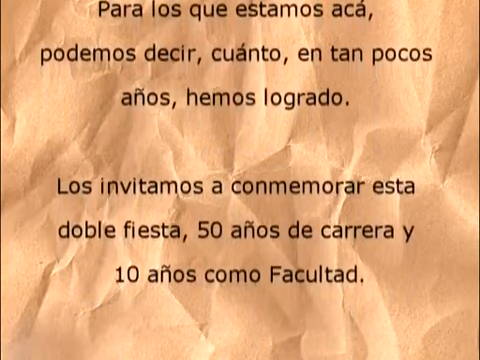 Para los que estamos acá,
podemos decir, cuánto, en tan pocos
años, hemos logrado.
Los invitamos a conmemorar esta
doble fiesta, 50 años de carrera y
10 años como Facultad.